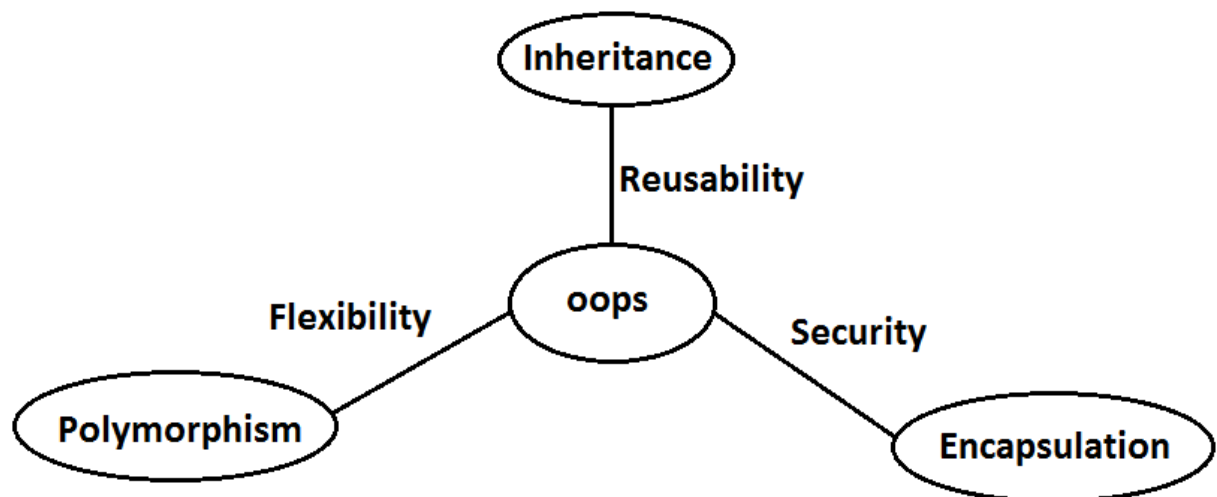 Inheritance
Reusability
oops
Flexibility
Security
Polymorphism
Encapsulation